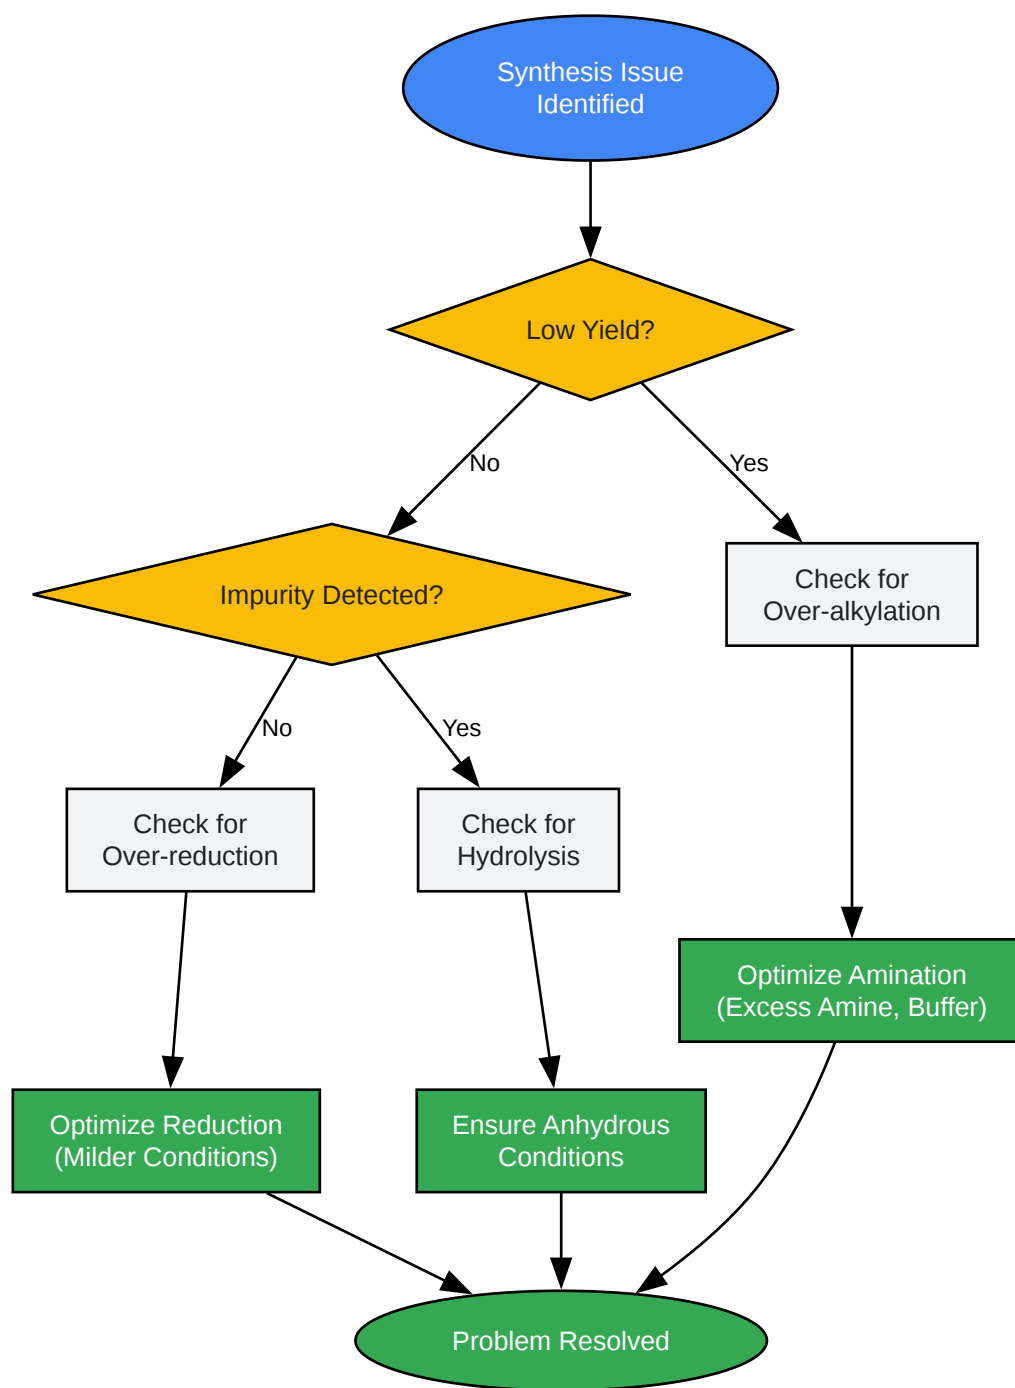 Synthesis Issue
Identified
Low Yield?
No
Yes
Check for
Over-alkylation
Impurity Detected?
No
Yes
Check for
Over-reduction
Check for
Hydrolysis
Optimize Amination
(Excess Amine, Buffer)
Optimize Reduction
(Milder Conditions)
Ensure Anhydrous
Conditions
Problem Resolved